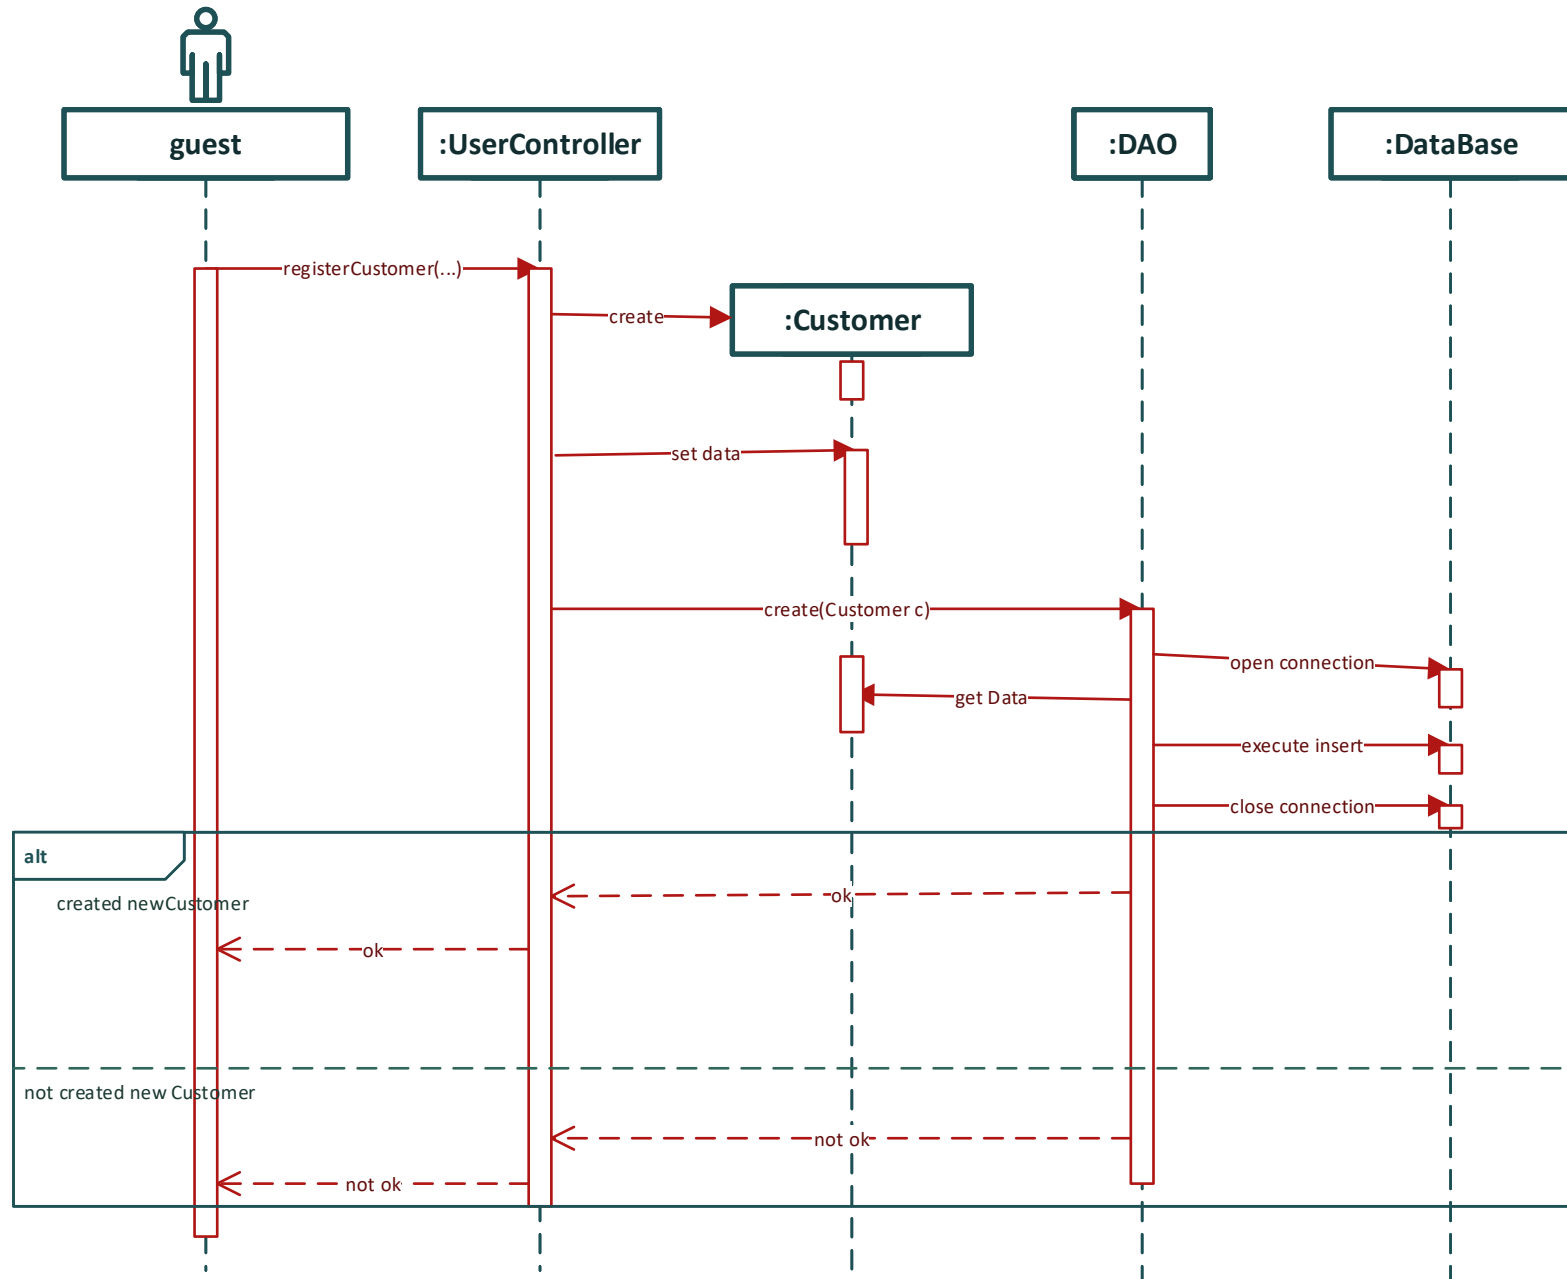 guest
:UserController
:DAO
:DataBase
registerCustomer(...)
create
:Customer
set data
create(Customer c)
open connection
get Data
execute insert
close connection
alt
created newCustomer
ok
ok
not created new Customer
not ok
not ok